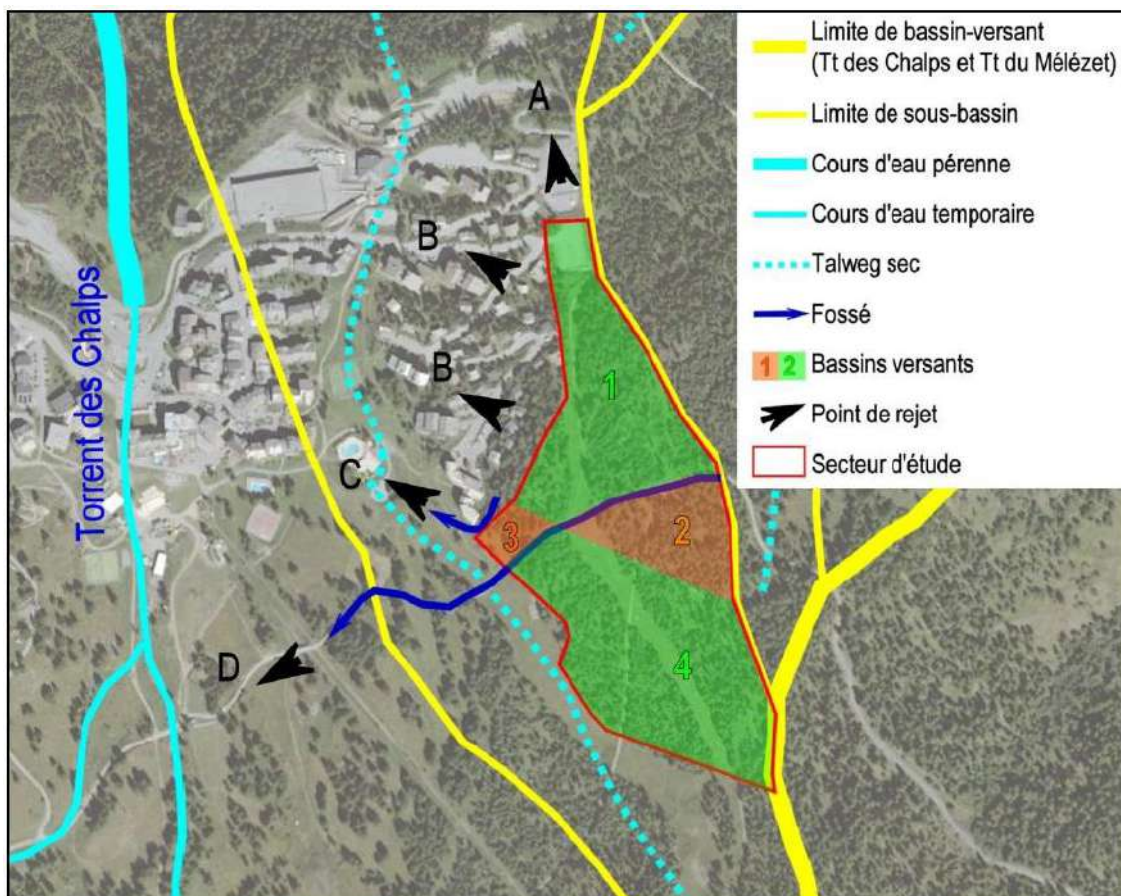 Limite de bassin-versant
(Tt des Chalps et Tt du Mélézet)
Limite de sous-bassin
Cours d'eau pérenne
Cours d'eau temporaire
Talweg sec
Fossé
1 2 Bassins versants
Point de rejet
Secteur d'étude
A
B
B
C
D
1
2
3
4
Torrent des Chalps